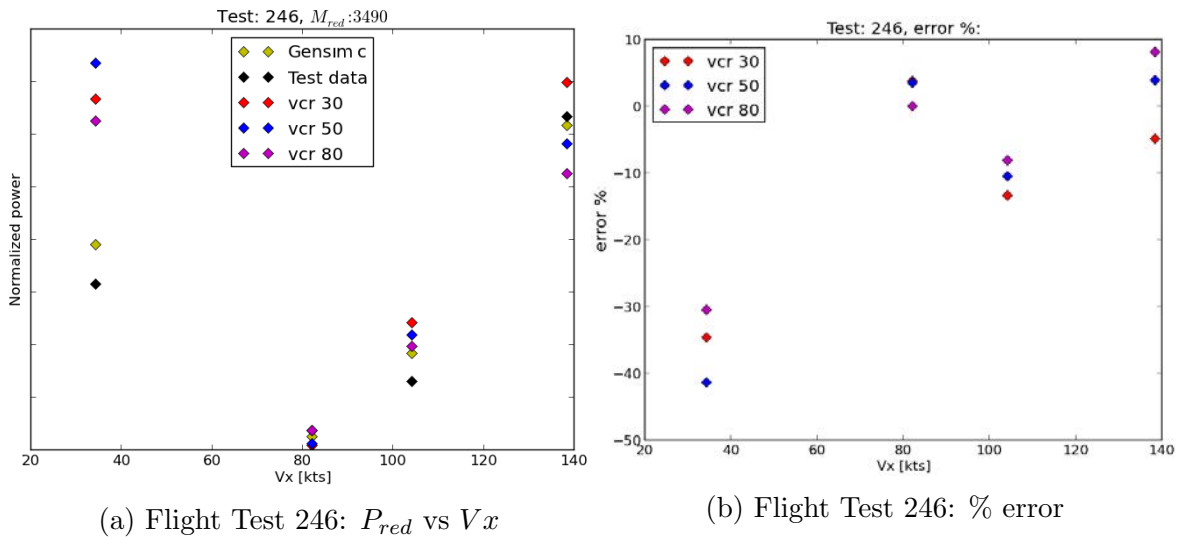 Test: 246, M_red:3490
Gensim c
Test data
vcr 30
vcr 50
vcr 80
Normalized power
20 40 60 80 100 120 140
Vx [kts]
(a) Flight Test 246: P_red vs Vx
Test: 246, error %:
vcr 30
vcr 50
vcr 80
10
0
−10
−20
−30
−40
−50
error %
20 40 60 80 100 120 140
Vx [kts]
(b) Flight Test 246: % error